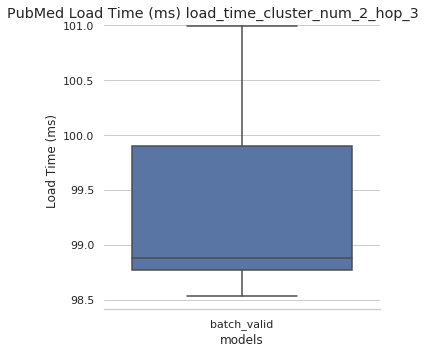 PubMed Load Time (ms) load_time_cluster_num_2_hop_3
101.0
100.5
100.0
99.5
99.0
98.5
Load Time (ms)
batch_valid
models